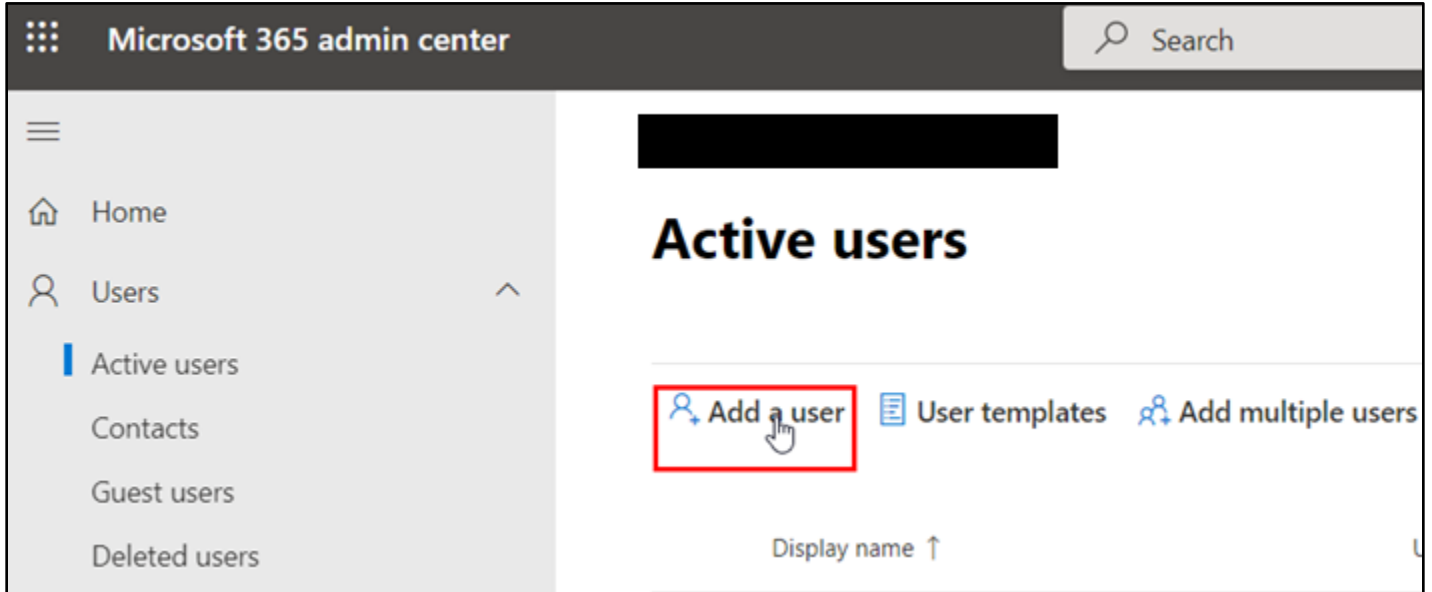 Microsoft 365 admin center
Search
Home
Users
Active users
Contacts
Guest users
Deleted users
Active users
Add a user
User templates
Add multiple users
Display name ↑